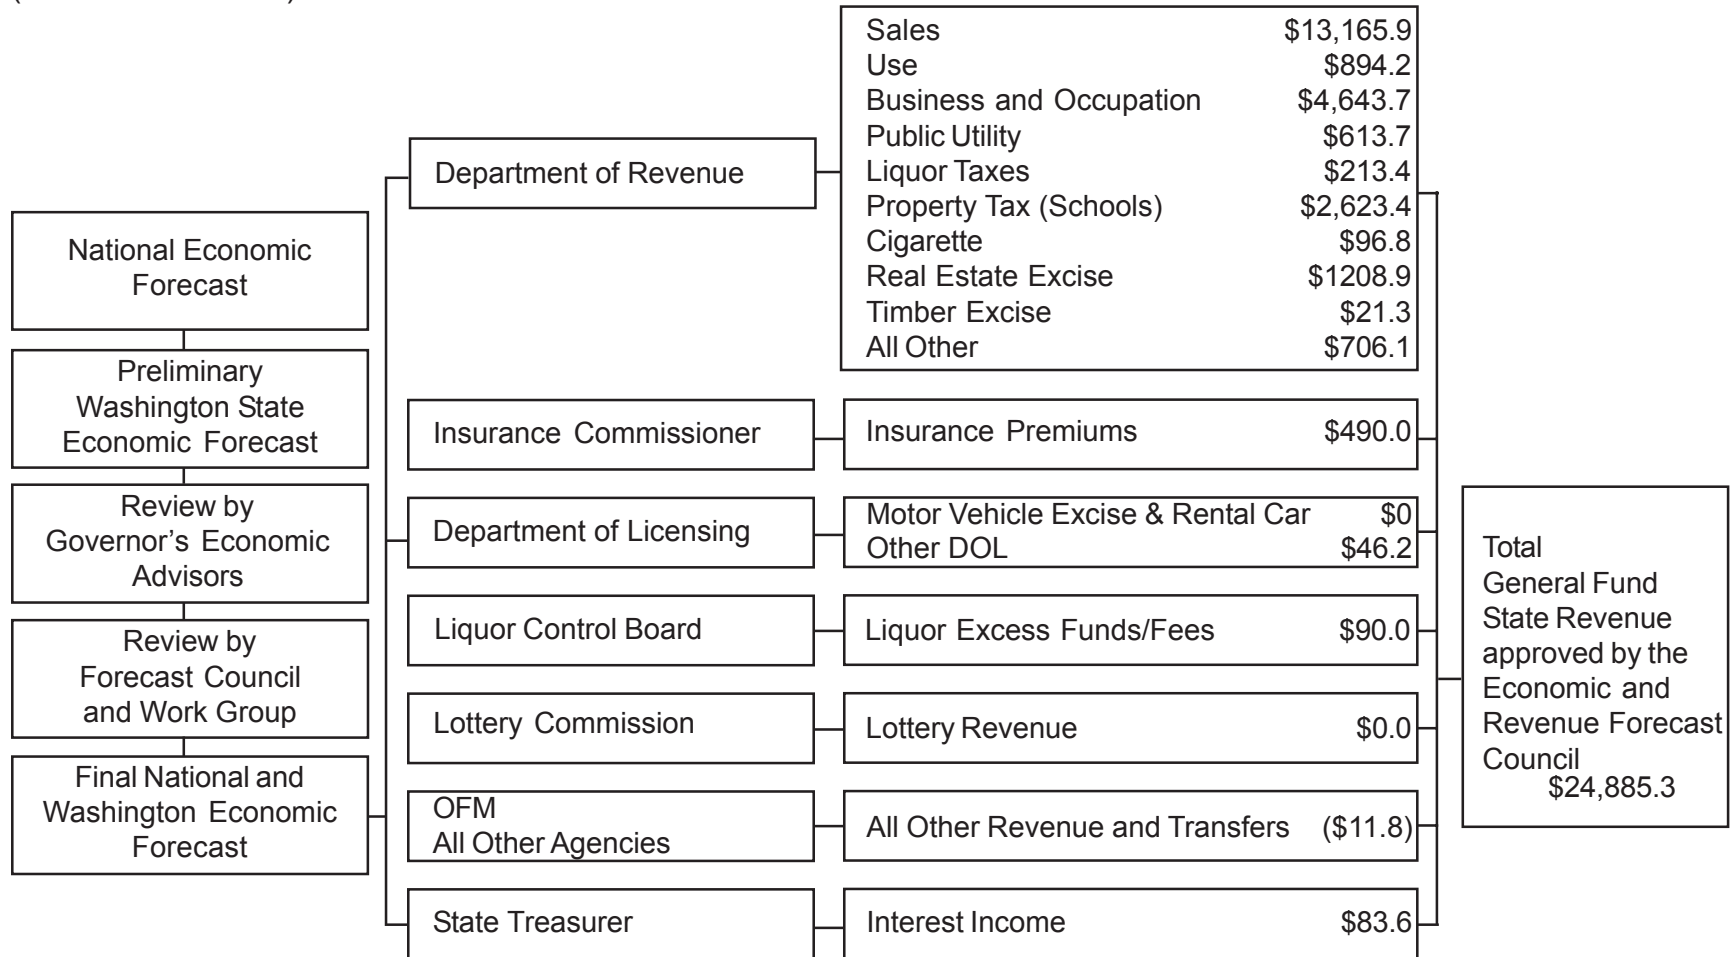 National Economic
Forecast
Preliminary
Washington State
Economic Forecast
Review by
Governor’s Economic
Advisors
Review by
Forecast Council
and Work Group
Final National and
Washington Economic
Forecast
Department of Revenue
Sales $13,165.9
Use $894.2
Business and Occupation $4,643.7
Public Utility $613.7
Liquor Taxes $213.4
Property Tax (Schools) $2,623.4
Cigarette $96.8
Real Estate Excise $1208.9
Timber Excise $21.3
All Other $706.1
Insurance Commissioner
Insurance Premiums $490.0
Department of Licensing
Motor Vehicle Excise & Rental Car $0
Other DOL $46.2
Liquor Control Board
Liquor Excess Funds/Fees $90.0
Lottery Commission
Lottery Revenue $0.0
OFM
All Other Agencies
All Other Revenue and Transfers ($11.8)
State Treasurer
Interest Income $83.6
Total
General Fund
State Revenue
approved by the
Economic and
Revenue Forecast
Council
$24,885.3